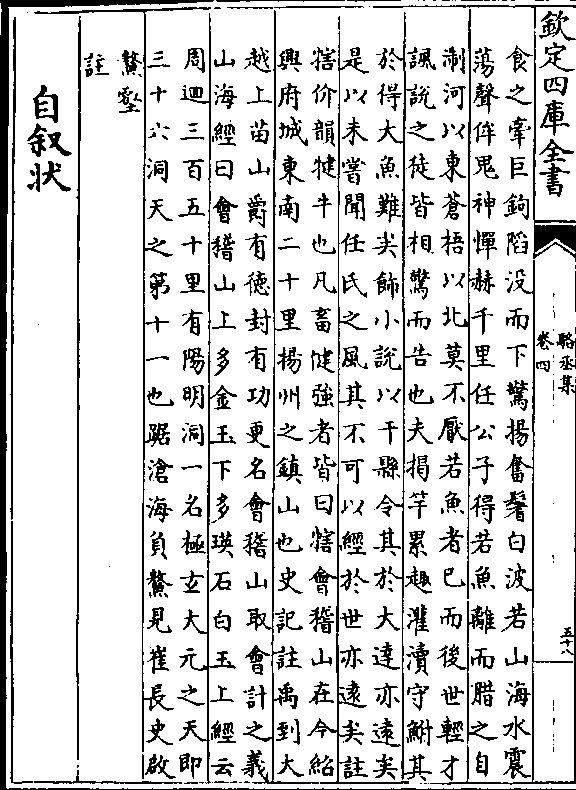 欽定四庫全書
駱丞集
卷四
五十八
食之牽巨鉤陷没而下驚揚奮鬐白波若山海水震
蕩聲侔鬼神憚赫千里任公子得若魚離而腊之自
淛河以東蒼梧以北莫不厭若魚者已而後世輕才
諷說之徒皆相驚而告也夫揭竿累趣灌瀆守鮒其
於得大魚難矣飾小說以干縣令其於大達亦遠矣
是以未嘗聞任氏之風其不可以經於世亦遠矣註
犗价韻犍牛也凡畜健強者皆曰犗會稽山在今紹
興府城東南二十里揚州之鎮山也史記註禹到大
越上苗山爵有德封有功更名會稽山取會計之義
山海經曰會稽山上多金玉下多瑛石白玉上經云
周迴三百五十里有陽明洞一名極玄大元之天即
三十六洞天之第十一也踞滄海負鰲見崔長史啟
鰲壑
註
自叙状